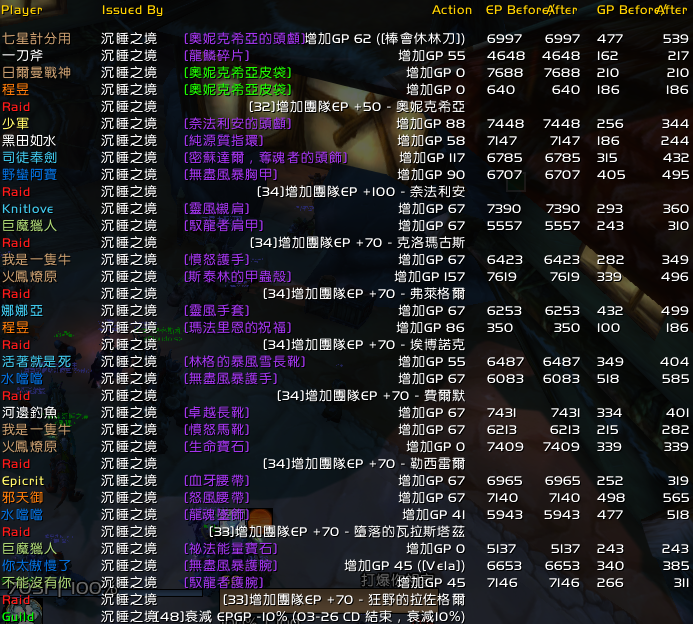 Player Issued By Action EP Before After GP Before After
七星計分用 沉睡之境 [奧妮克希亞的頭顱]增加GP 62 ([棒會休林刀]) 6997 6997 477 539
一刀斧 沉睡之境 [龍鱗碎片] 增加GP 55 4648 4648 162 217
日爾曼戰神 沉睡之境 [奧妮克希亞皮袋] 增加GP 0 7688 7688 210 210
程昱 沉睡之境 [奧妮克希亞皮袋] 增加GP 0 640 640 186 186
Raid 沉睡之境 [32]增加團隊EP +50 - 奧妮克希亞
少軍 沉睡之境 [奈法利安的頭顱] 增加GP 88 7448 7448 256 344
黑田如水 沉睡之境 [純源質指環] 增加GP 58 7147 7147 186 244
司徒奉劍 沉睡之境 [密蘇達爾,奪魂者的頭飾] 增加GP 117 6785 6785 315 432
野蠻阿寶 沉睡之境 [無盡風暴胸甲] 增加GP 90 6707 6707 405 495
Raid 沉睡之境 [34]增加團隊EP +100 - 奈法利安
Knitlove 沉睡之境 [靈風襯肩] 增加GP 67 7390 7390 293 360
巨魔獵人 沉睡之境 [馭龍者肩甲] 增加GP 67 5557 5557 243 310
Raid 沉睡之境 [34]增加團隊EP +70 - 克洛瑪古斯
我是一隻牛 沉睡之境 [憤怒護手] 增加GP 67 6423 6423 282 349
火鳳燎原 沉睡之境 [斯泰林的甲蟲殼] 增加GP 157 7619 7619 339 496
Raid 沉睡之境 [34]增加團隊EP +70 - 弗萊格爾
娜娜亞 沉睡之境 [靈風手套] 增加GP 67 6253 6253 432 499
程昱 沉睡之境 [瑪法里恩的祝福] 增加GP 86 350 350 100 186
Raid 沉睡之境 [34]增加團隊EP +70 - 埃博諾克
活著就是死 沉睡之境 [林格的暴風雪長靴] 增加GP 55 6487 6487 349 404
水噹噹 沉睡之境 [無盡風暴護手] 增加GP 67 6083 6083 518 585
Raid 沉睡之境 [34]增加團隊EP +70 - 費爾默
河邊釣魚 沉睡之境 [卓越長靴] 增加GP 67 7431 7431 334 401
我是一隻牛 沉睡之境 [憤怒馬靴] 增加GP 67 6213 6213 215 282
火鳳燎原 沉睡之境 [生命寶石] 增加GP 0 7409 7409 339 339
Raid 沉睡之境 [34]增加團隊EP +70 - 勒西雷爾
Epicrit 沉睡之境 [血牙腰帶] 增加GP 67 6965 6965 252 319
邪天御 沉睡之境 [怒風腰帶] 增加GP 67 7140 7140 498 565
水噹噹 沉睡之境 [龍魂墜飾] 增加GP 41 5943 5943 477 518
Raid 沉睡之境 [33]增加團隊EP +70 - 墮落的瓦拉斯塔茲
巨魔獵人 沉睡之境 [祕法能量寶石] 增加GP 0 5137 5137 243 243
你太傲慢了 沉睡之境 [無盡風暴護腕] 增加GP 45 ([Vela]) 6653 6653 340 385
不能沒有你 沉睡之境 [馭龍者護腕] 增加GP 45 7146 7146 266 311
Raid 沉睡之境 [33]增加團隊EP +70 - 狂野的拉佐格爾
Guild 沉睡之境 [48]衰減 EPGP -10% (03-26 CD 結束,衰減10%)